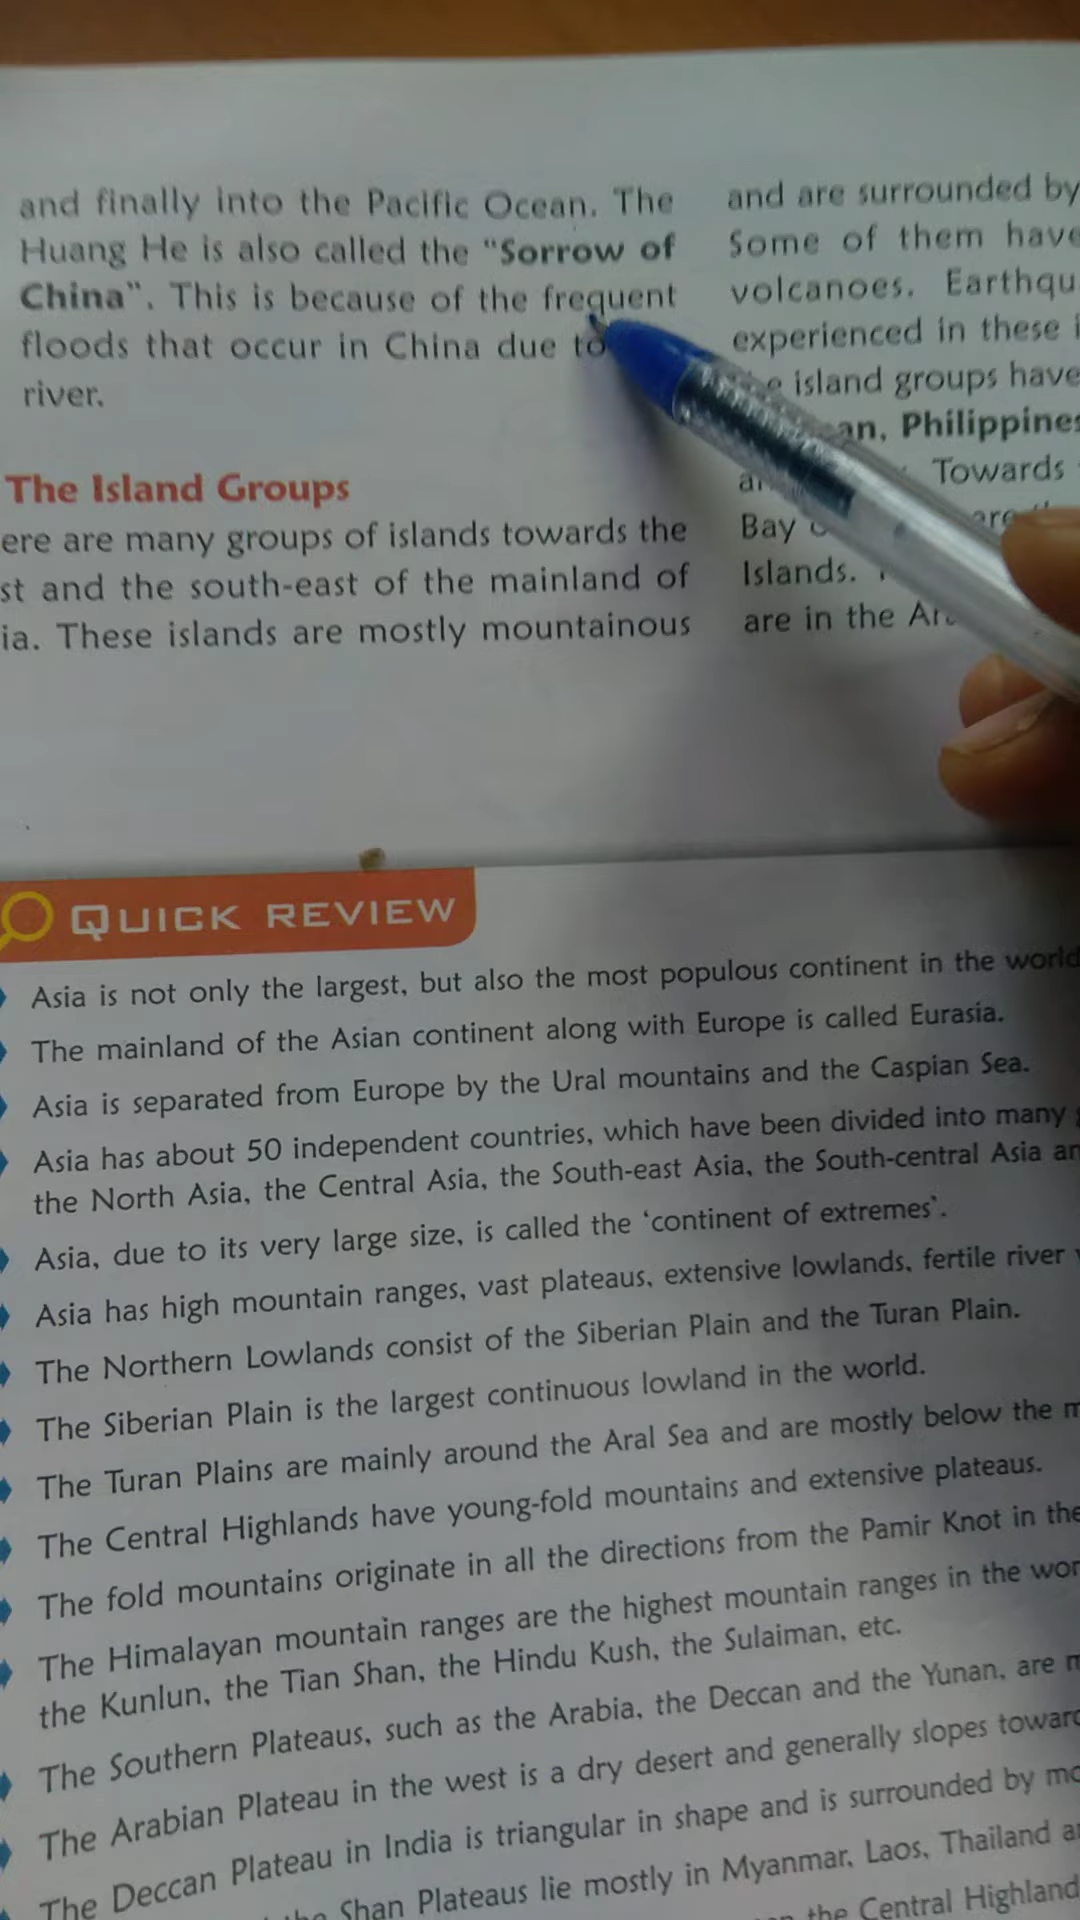 and finally into the Pacific Ocean. The
Huang He is also called the "Sorrow of
China". This is because of the frequent
floods that occur in China due to
river.
The Island Groups
are many groups of islands towards the
and the south-east of the mainland of
These islands are mostly mountainous
and are surrounded by
Some of them have
volcanoes.
experienced in these
island groups have
Philippines
Towards
Bay
Islands.
are in the
QUICK REVIEW
Asia is not only the largest, but also the most populous continent in the world
The mainland of the Asian continent along with Europe is called Eurasia.
Asia is separated from Europe by the Ural mountains and the Caspian Sea.
Asia has about 50 independent countries, which have been divided into many
the North Asia, the Central Asia, the South-east Asia, the South-central Asia
Asia, due to its very large size, is called the 'continent of extremes'.
Asia has high mountain ranges, vast plateaus, extensive lowlands, fertile river
The Northern Lowlands consist of the Siberian Plain and the Turan Plain.
The Siberian Plain is the largest continuous lowland in the world.
The Turan Plains are mainly around the Aral Sea and are mostly below the
The Central Highlands have young-fold mountains and extensive plateaus.
The fold mountains originate in all the directions from the Pamir Knot in the
The Himalayan mountain ranges are the highest mountain ranges in the
the Kunlun, the Tian Shan, the Hindu Kush, the Sulaiman, etc.
The Southern Plateaus, such as the Arabia, the Deccan and the Yunan, are
The Arabian Plateau in the west is a dry desert and generally slopes
The Deccan Plateau in India is triangular in shape and is surrounded by
Shan Plateaus lie mostly in Myanmar, Laos, Thailand
the Central Highland